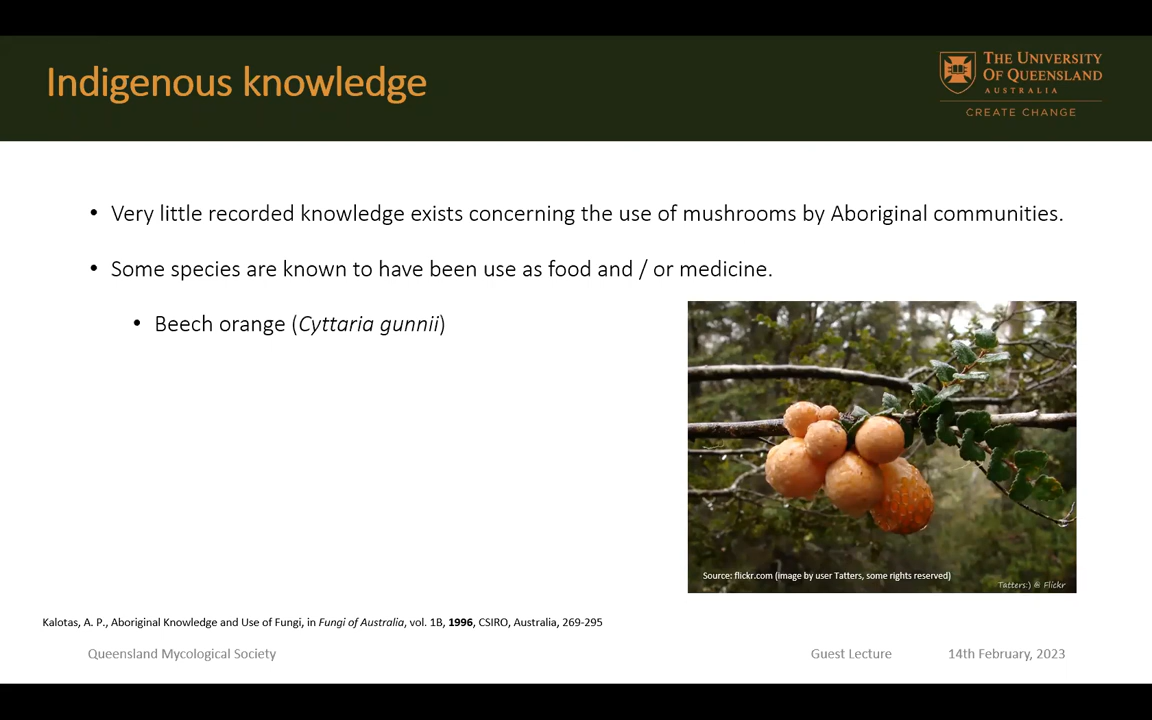 Indigenous knowledge
THE UNIVERSITY
OF QUEENSLAND
AUSTRALIA
CREATE CHANGE
• Very little recorded knowledge exists concerning the use of mushrooms by Aboriginal communities.
• Some species are known to have been use as food and / or medicine.
• Beech orange (Cyttaria gunnii)
Source: flickr.com (image by user Tatters, some rights reserved)
Tatters:) @ Flickr
Kalotas, A. P., Aboriginal Knowledge and Use of Fungi, in Fungi of Australia, vol. 1B, 1996, CSIRO, Australia, 269-295
Queensland Mycological Society
Guest Lecture
14th February, 2023